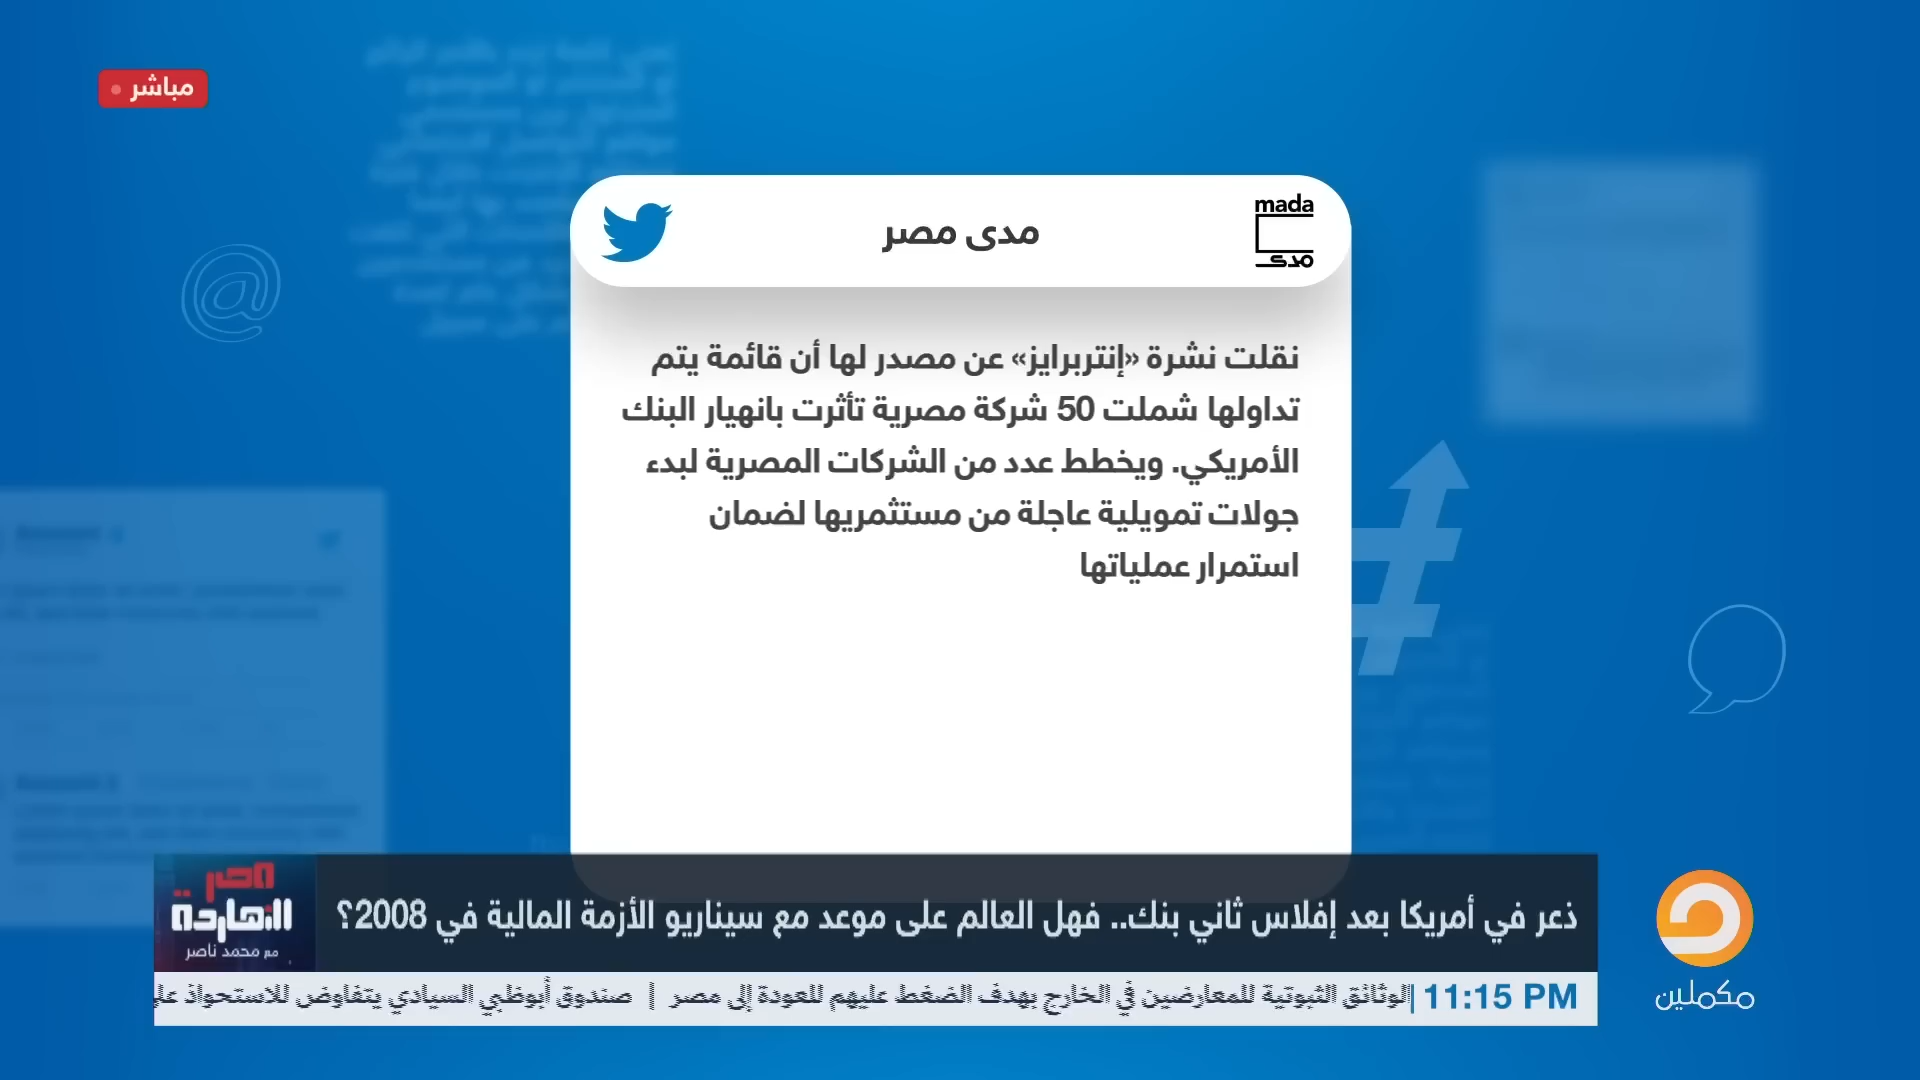 مباشر
mada
مدى
مدى مصر
نقلت نشرة «إنتربرايز» عن مصدر لها أن قائمة يتم
تداولها شملت 50 شركة مصرية تأثرت بانهيار البنك
الأمريكي. ويخطط عدد من الشركات المصرية لبدء
جولات تمويلية عاجلة من مستثمريها لضمان
استمرار عملياتها
ذعر في أمريكا بعد إفلاس ثاني بنك.. فهل العالم على موعد مع سيناريو الأزمة المالية في 2008؟
مصر
النهاردة
مع محمد ناصر
11:15 PM
الوثائق الثبوتية للمعارضين في الخارج بهدف الضغط عليهم للعودة إلى مصر | صندوق أبوظبي السيادي يتفاوض للاستحواذ
مكملين